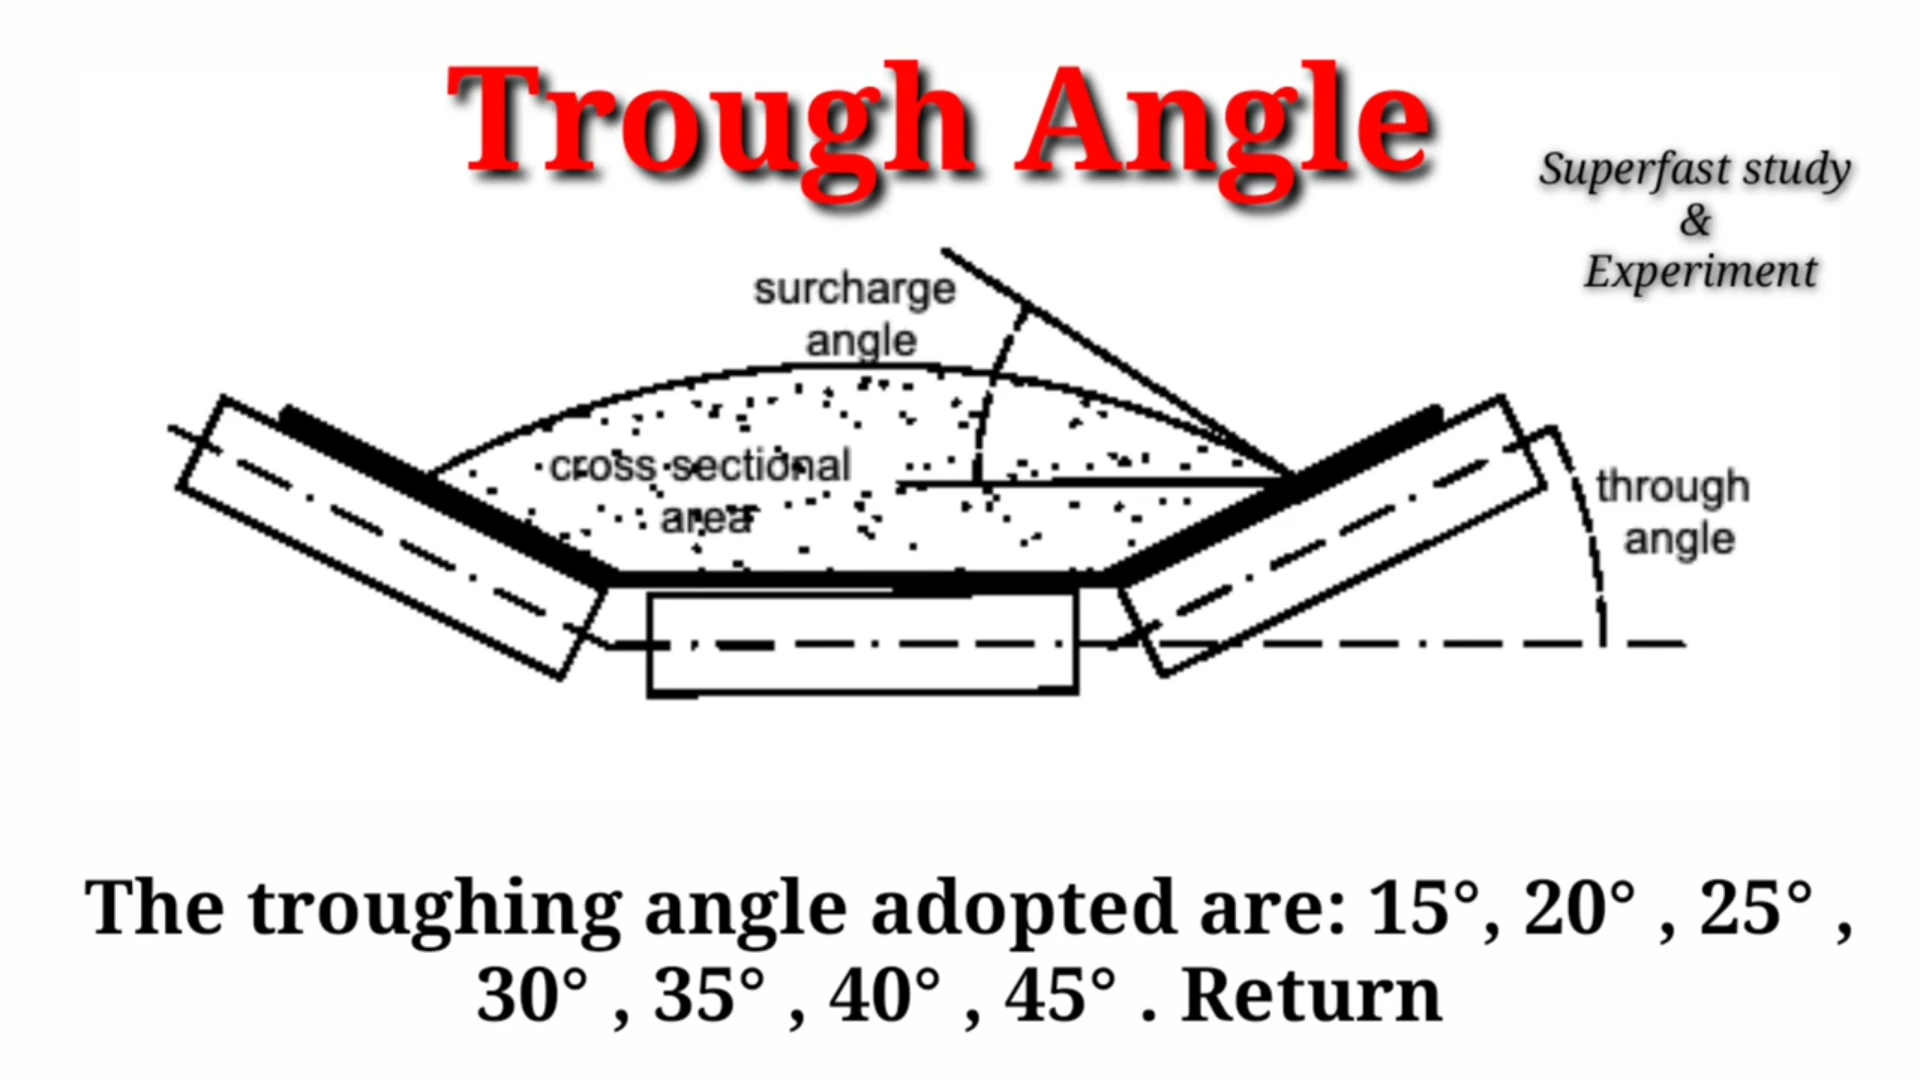 Trough Angle
Superfast study
&
Experiment
surcharge
angle
cross sectional
area
through
angle
The troughing angle adopted are: 15°, 20° , 25° ,
30° , 35° , 40° , 45° . Return